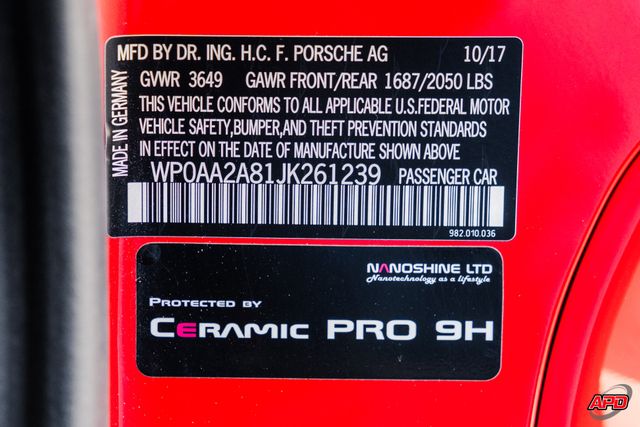 MFD BY DR. ING. H.C. F. PORSCHE AG 10/17
GVWR 3649 GAWR FRONT/REAR 1687/2050 LBS
THIS VEHICLE CONFORMS TO ALL APPLICABLE U.S.FEDERAL MOTOR
VEHICLE SAFETY,BUMPER,AND THEFT PREVENTION STANDARDS
IN EFFECT ON THE DATE OF MANUFACTURE SHOWN ABOVE
WP0AA2A81JK261239 PASSENGER CAR
982.010.036
MADE IN GERMANY
NANOSHINE LTD
Nanotechnology as a lifestyle
PROTECTED BY
CERAMIC PRO 9H
APD